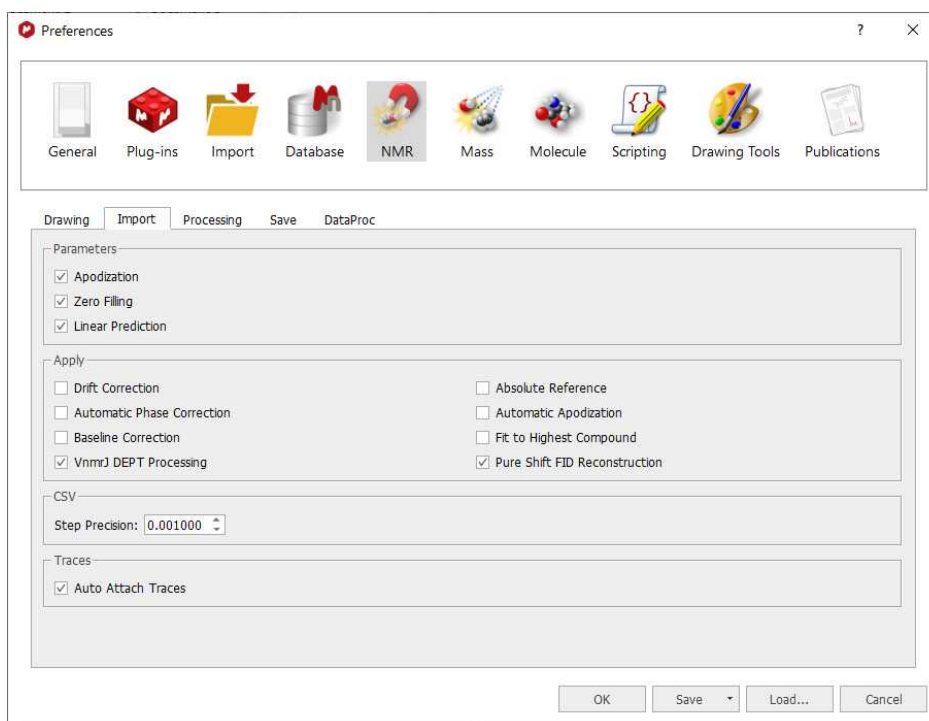 Preferences
?
General Plug-ins Import Database NMR Mass Molecule Scripting Drawing Tools Publications
Drawing Import Processing Save DataProc
Parameters
Apodization
Zero Filling
Linear Prediction
Apply
Drift Correction Absolute Reference
Automatic Phase Correction Automatic Apodization
Baseline Correction Fit to Highest Compound
VnmrJ DEPT Processing Pure Shift FID Reconstruction
CSV
Step Precision: 0.001000
Traces
Auto Attach Traces
OK Save Load... Cancel